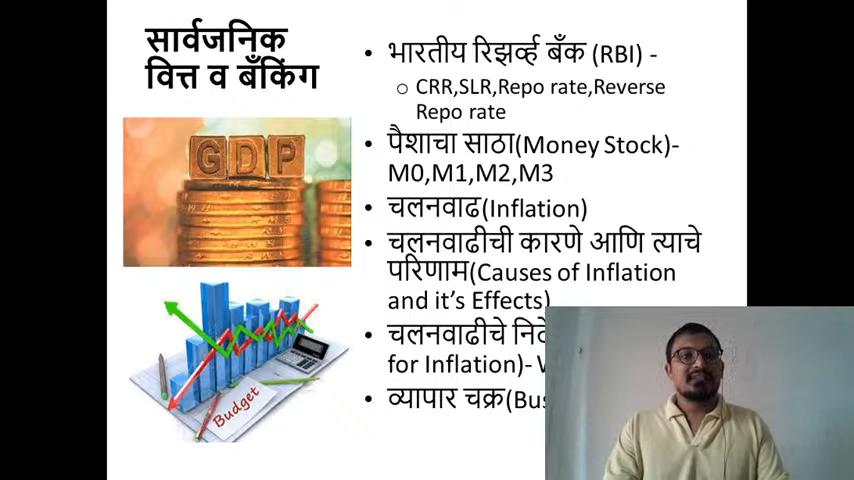 सार्वजनिक
वित्त व बँकिंग
GDP
Budget
• भारतीय रिझर्व्ह बँक (RBI) -
o CRR,SLR,Repo rate,Reverse
Repo rate
• पैशाचा साठा(Money Stock)-
M0,M1,M2,M3
• चलनवाढ(Inflation)
• चलनवाढीची कारणे आणि त्याचे
परिणाम(Causes of Inflation
and it's Effects)
• चलनवाढीचे
for Inflation)-
• व्यापार चक्र(